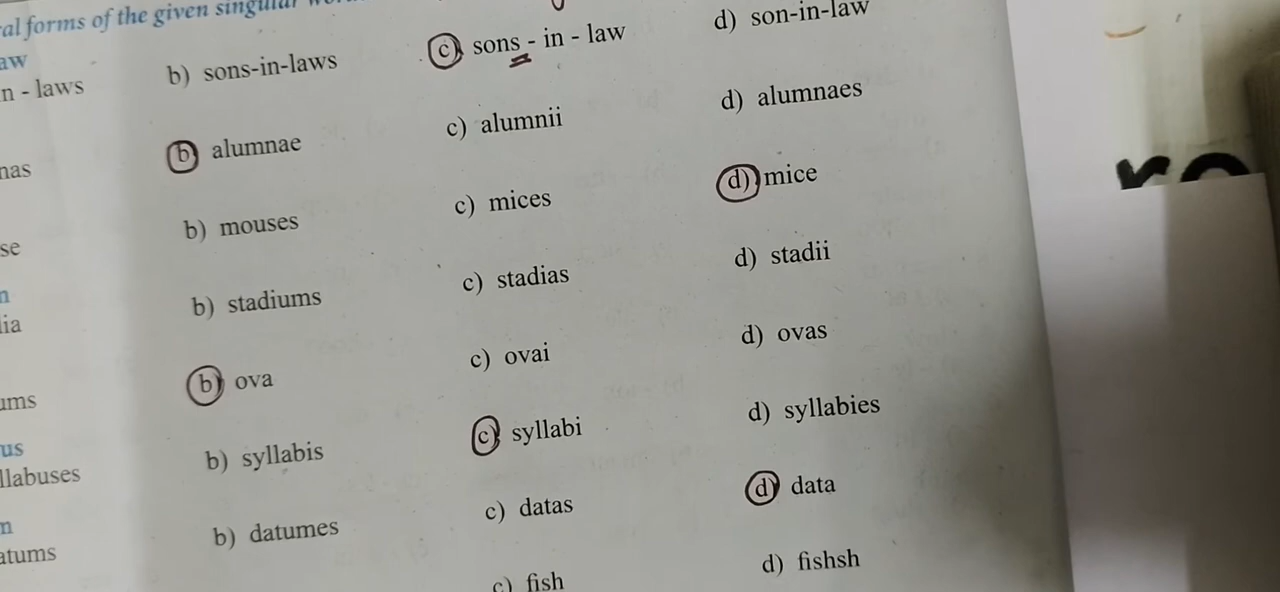 al forms of the given singular
aw
n - laws b) sons-in-laws c) sons - in - law d) son-in-law
nas b) alumnae c) alumnii d) alumnaes
se b) mouses c) mices d) mice
n
lia b) stadiums c) stadias d) stadii
ums b) ova c) ovai d) ovas
us
llabuses b) syllabis c) syllabi d) syllabies
n
atums b) datumes c) datas d) data
c) fish d) fishsh